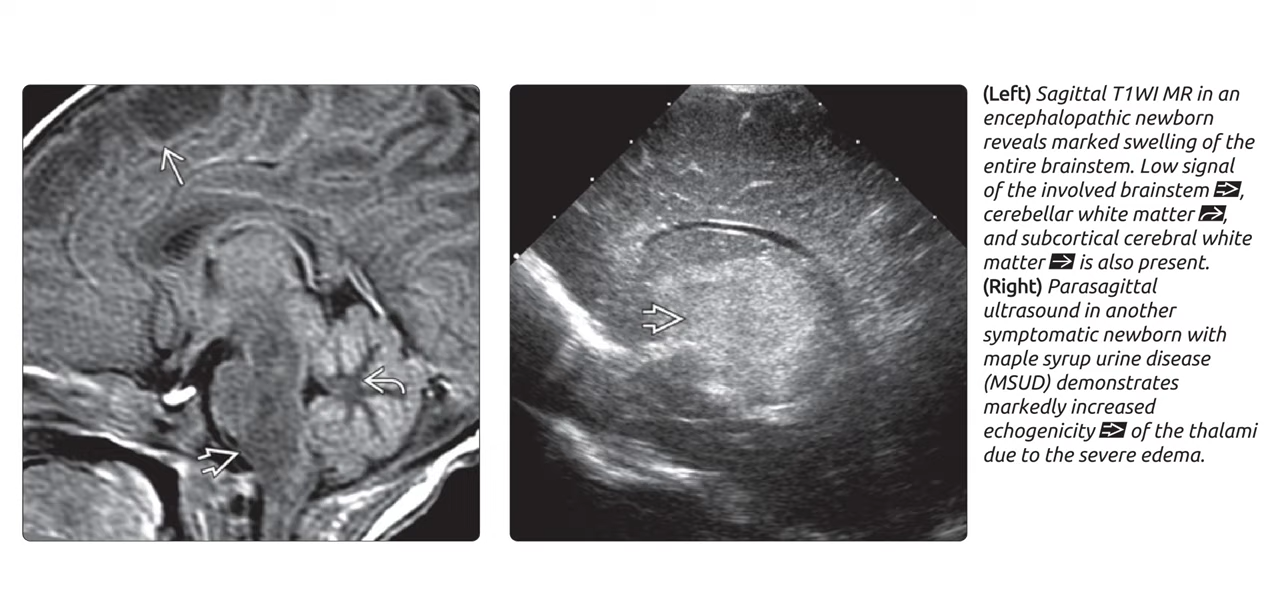 (Left) Sagittal T1WI MR in an
encephalopathic newborn
reveals marked swelling of the
entire brainstem. Low signal
of the involved brainstem ,
cerebellar white matter ,
and subcortical cerebral white
matter is also present.
(Right) Parasagittal
ultrasound in another
symptomatic newborn with
maple syrup urine disease
(MSUD) demonstrates
markedly increased
echogenicity of the thalami
due to the severe edema.